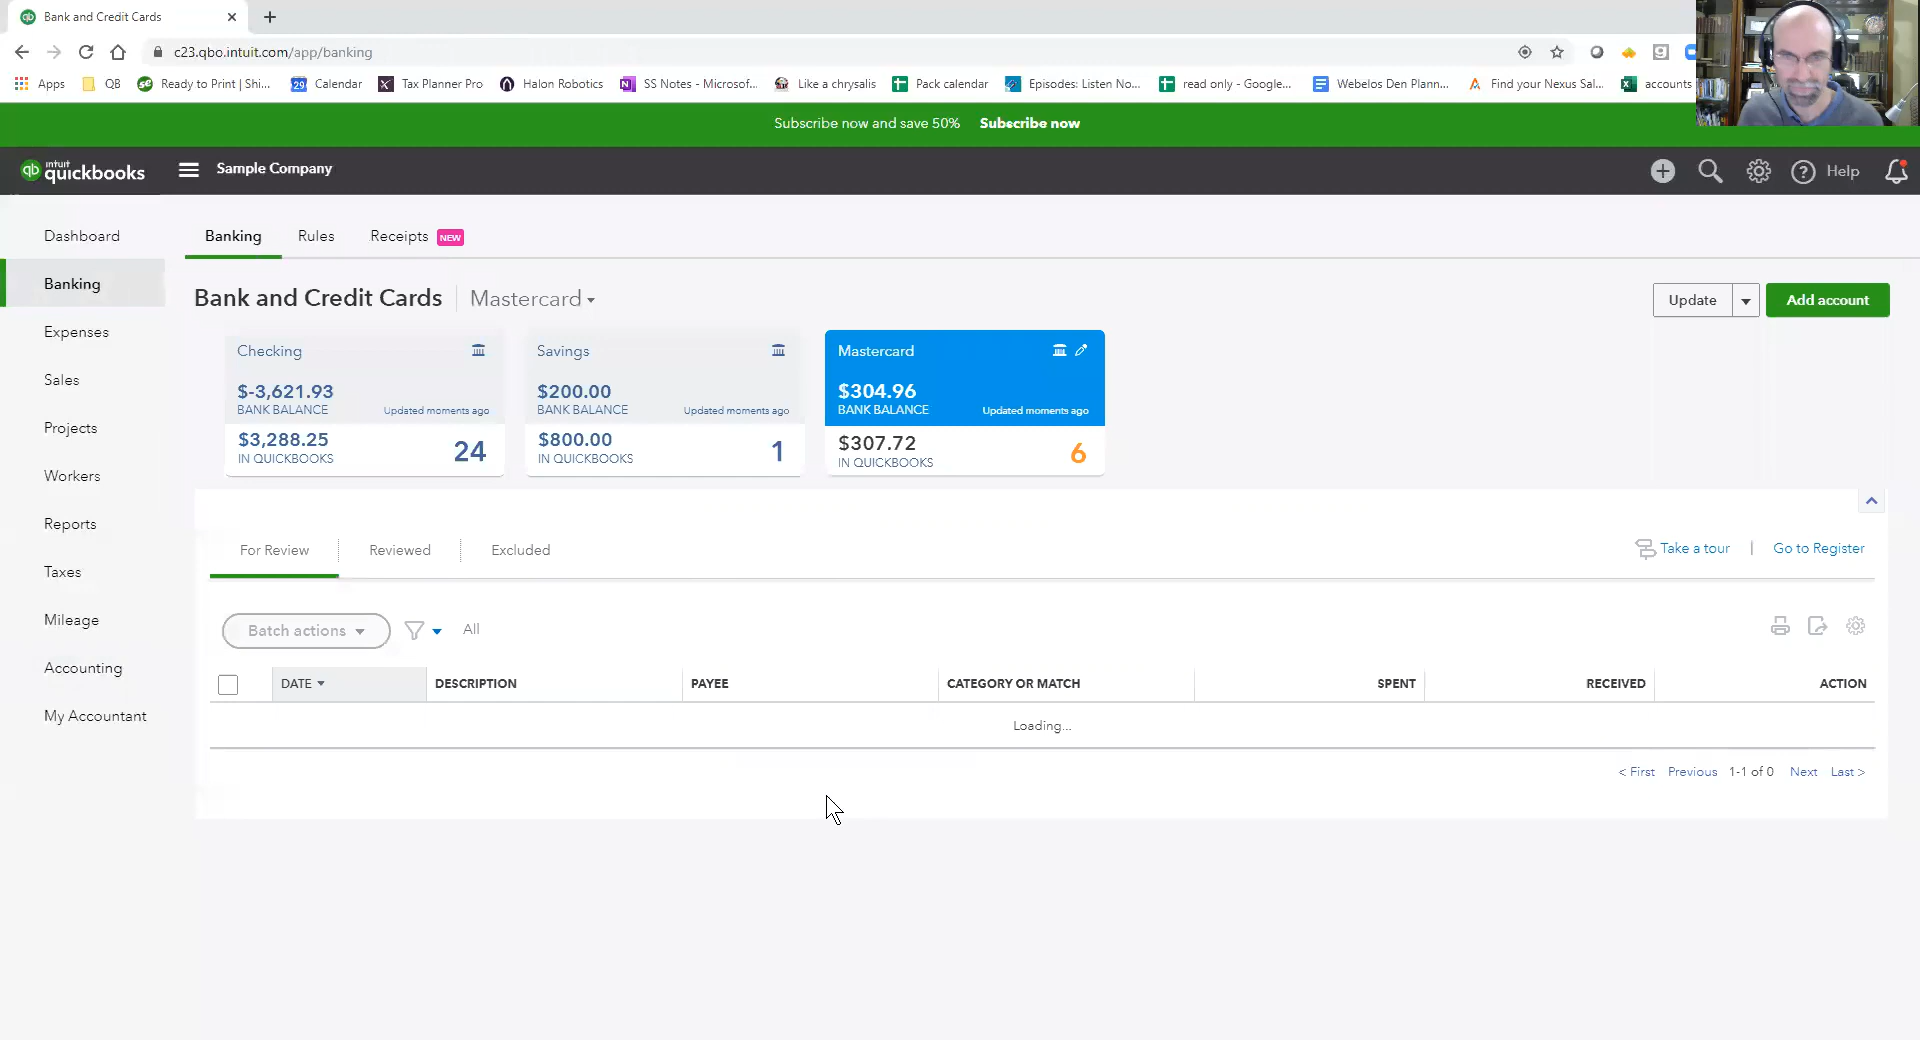 Bank and Credit Cards
c23.qbo.intuit.com/app/banking
Apps QB Ready to Print | Shi... Calendar Tax Planner Pro Halon Robotics SS Notes - Microsof... Like a chrysalis Pack calendar Episodes: Listen No... read only - Google... Webelos Den Plann... Find your Nexus Sal... accounts
Subscribe now and save 50% Subscribe now
intuit quickbooks Sample Company Help
Dashboard
Banking
Expenses
Sales
Projects
Workers
Reports
Taxes
Mileage
Accounting
My Accountant
Banking Rules Receipts NEW
Bank and Credit Cards Mastercard Update Add account
Checking
$-3,621.93
BANK BALANCE Updated moments ago
$3,288.25
IN QUICKBOOKS
24
Savings
$200.00
BANK BALANCE Updated moments ago
$800.00
IN QUICKBOOKS
1
Mastercard
$304.96
BANK BALANCE Updated moments ago
$307.72
IN QUICKBOOKS
6
For Review Reviewed Excluded Take a tour | Go to Register
Batch actions All
DATE DESCRIPTION PAYEE CATEGORY OR MATCH SPENT RECEIVED ACTION
Loading...
< First Previous 1-1 of 0 Next Last >